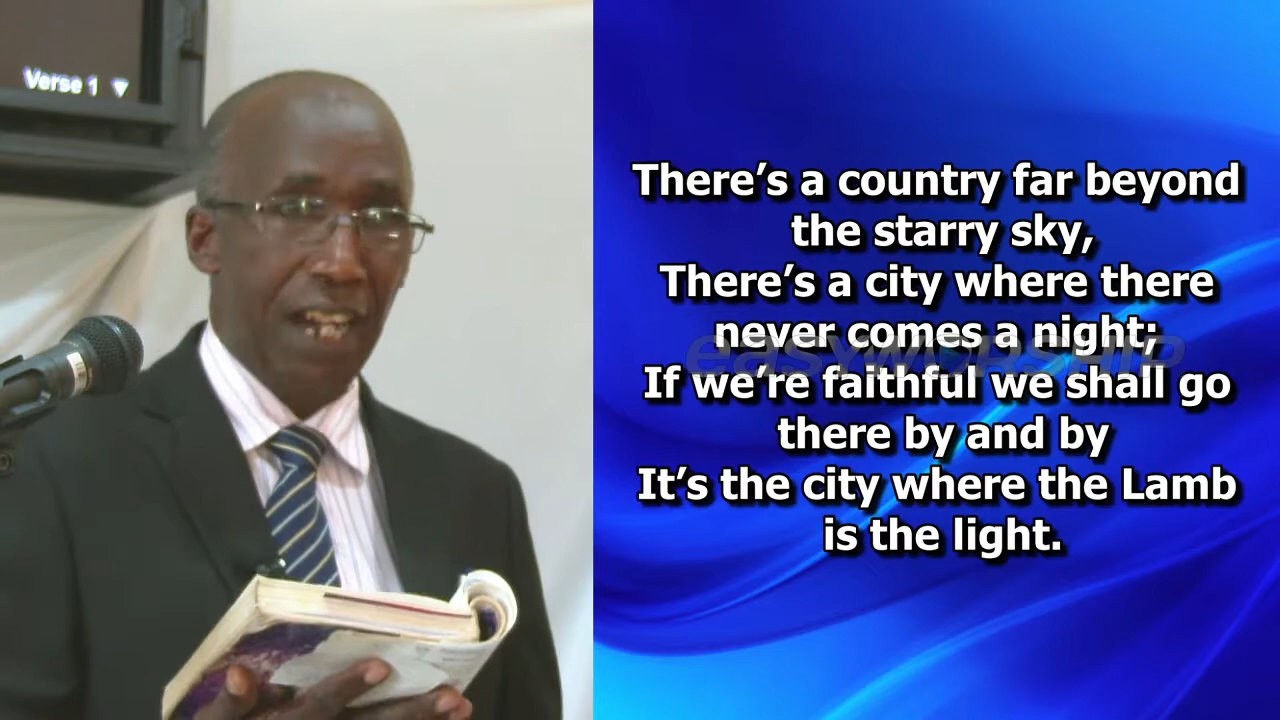 Verse 1 ▼
There’s a country far beyond
the starry sky,
There’s a city where there
never comes a night;
easyWORSHIP
If we’re faithful we shall go
there by and by
It’s the city where the Lamb
is the light.